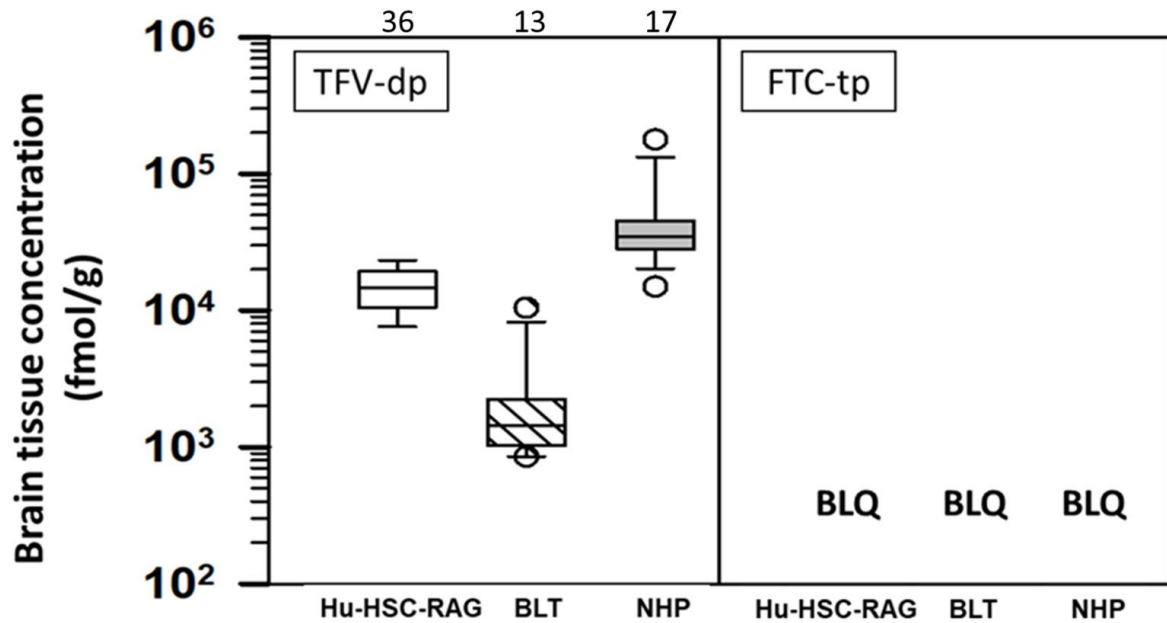 36 13 17
10⁶
TFV-dp FTC-tp
10⁵
10⁴
10³
10²
Brain tissue concentration
(fmol/g)
BLQ BLQ BLQ
Hu-HSC-RAG BLT NHP Hu-HSC-RAG BLT NHP